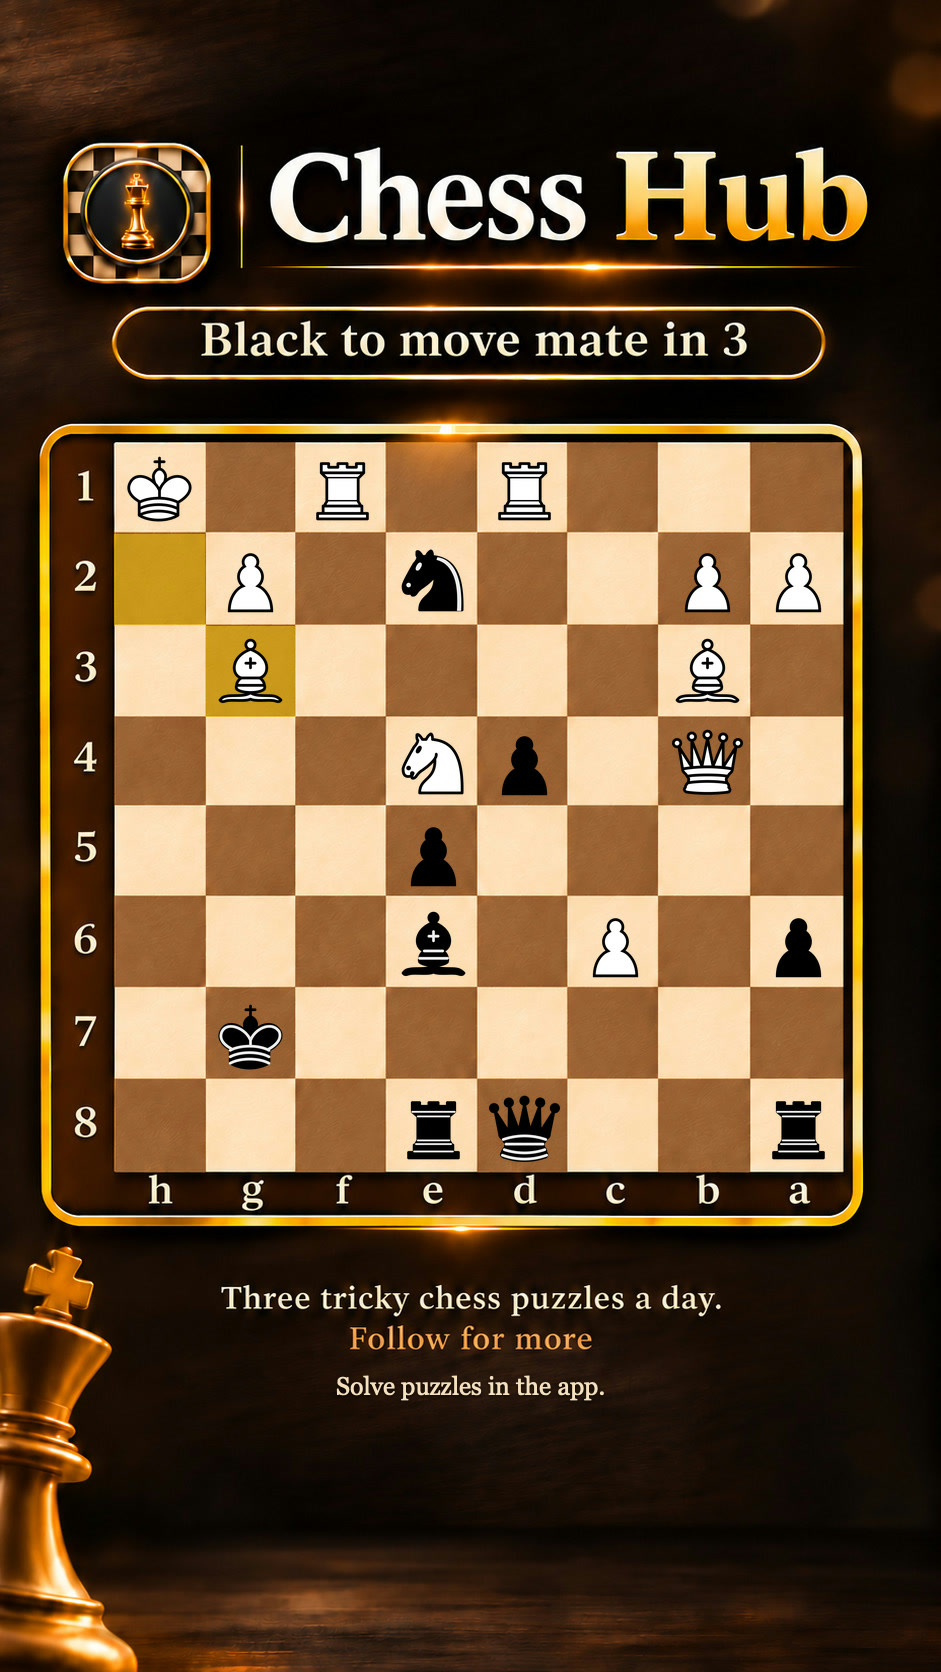 Chess Hub
Black to move mate in 3
1
2
3
4
5
6
7
8
h g f e d c b a
Three tricky chess puzzles a day.
Follow for more
Solve puzzles in the app.